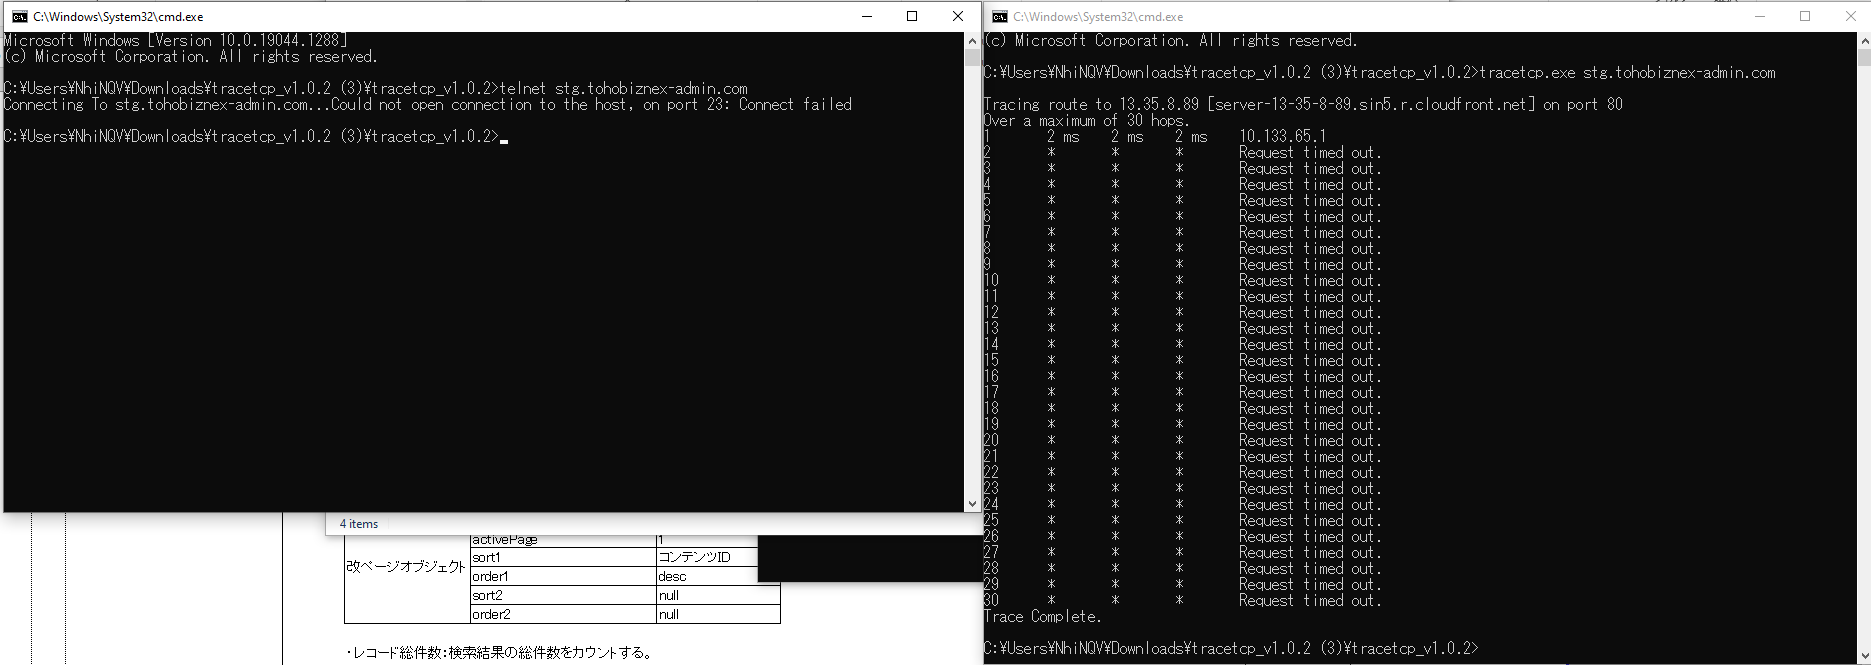 C:\Windows\System32\cmd.exe
Microsoft Windows [Version 10.0.19044.1288]
(c) Microsoft Corporation. All rights reserved.
C:¥Users¥NhiNQV¥Downloads¥tracetcp_v1.0.2 (3)¥tracetcp_v1.0.2>telnet stg.tohobiznex-admin.com
Connecting To stg.tohobiznex-admin.com...Could not open connection to the host, on port 23: Connect failed
C:¥Users¥NhiNQV¥Downloads¥tracetcp_v1.0.2 (3)¥tracetcp_v1.0.2>
4 items
activePage 1
改ページオブジェクト
sort1 コンテンツID
order1 desc
sort2 null
order2 null
・レコード総件数:検索結果の総件数をカウントする。
C:\Windows\System32\cmd.exe
(c) Microsoft Corporation. All rights reserved.
C:¥Users¥NhiNQV¥Downloads¥tracetcp_v1.0.2 (3)¥tracetcp_v1.0.2>tracetcp.exe stg.tohobiznex-admin.com
Tracing route to 13.35.8.89 [server-13-35-8-89.sin5.r.cloudfront.net] on port 80
Over a maximum of 30 hops.
1 2 ms 2 ms 2 ms 10.133.65.1
2 * * * Request timed out.
3 * * * Request timed out.
4 * * * Request timed out.
5 * * * Request timed out.
6 * * * Request timed out.
7 * * * Request timed out.
8 * * * Request timed out.
9 * * * Request timed out.
10 * * * Request timed out.
11 * * * Request timed out.
12 * * * Request timed out.
13 * * * Request timed out.
14 * * * Request timed out.
15 * * * Request timed out.
16 * * * Request timed out.
17 * * * Request timed out.
18 * * * Request timed out.
19 * * * Request timed out.
20 * * * Request timed out.
21 * * * Request timed out.
22 * * * Request timed out.
23 * * * Request timed out.
24 * * * Request timed out.
25 * * * Request timed out.
26 * * * Request timed out.
27 * * * Request timed out.
28 * * * Request timed out.
29 * * * Request timed out.
30 * * * Request timed out.
Trace Complete.
C:¥Users¥NhiNQV¥Downloads¥tracetcp_v1.0.2 (3)¥tracetcp_v1.0.2>